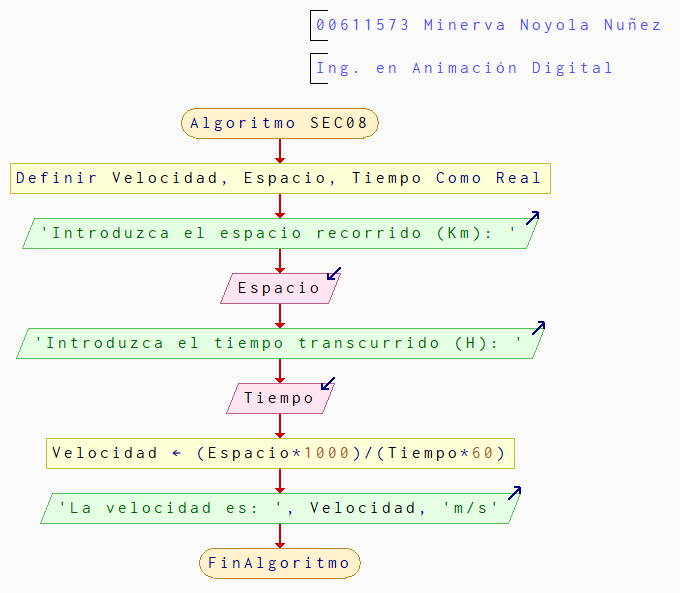 00611573 Minerva Noyola Nuñez
Ing. en Animación Digital
Algoritmo SEC08
Definir Velocidad, Espacio, Tiempo Como Real
'Introduzca el espacio recorrido (Km): '
Espacio
'Introduzca el tiempo transcurrido (H): '
Tiempo
Velocidad ← (Espacio*1000)/(Tiempo*60)
'La velocidad es: ', Velocidad, 'm/s'
FinAlgoritmo